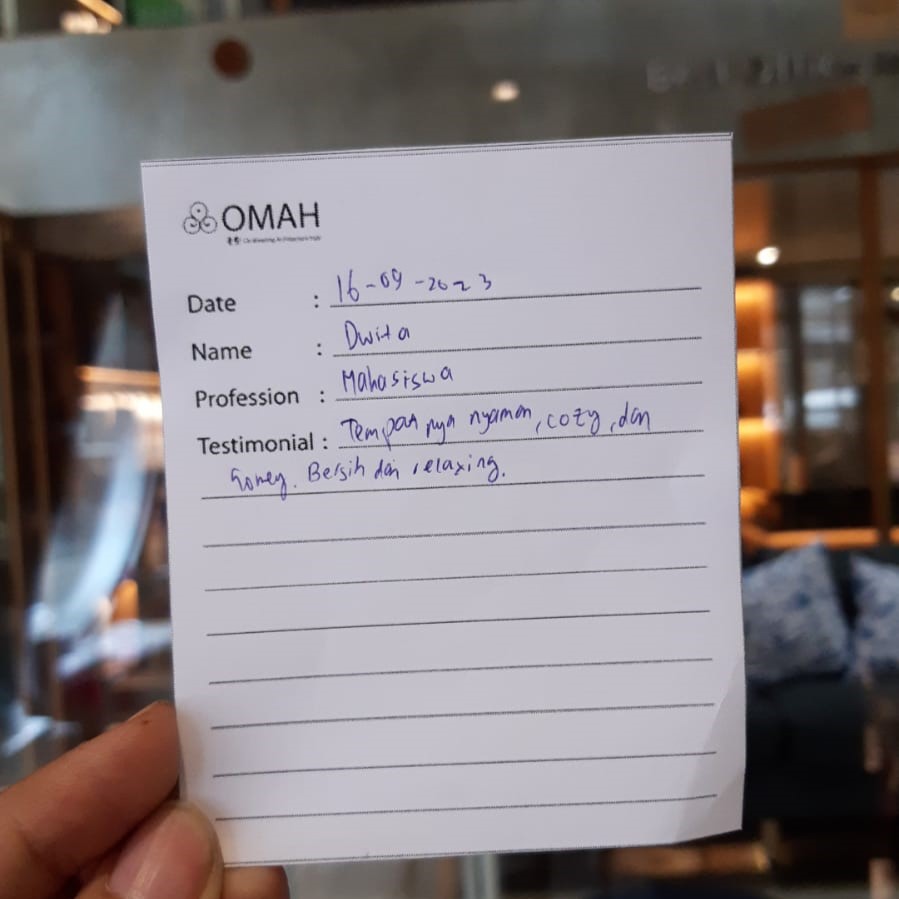 OMAH
Date : 16-09-2023
Name : Dwita
Profession : Mahasiswa
Testimonial : Tempatnya nyaman, cozy, dan
homey. Bersih dan relaxing.